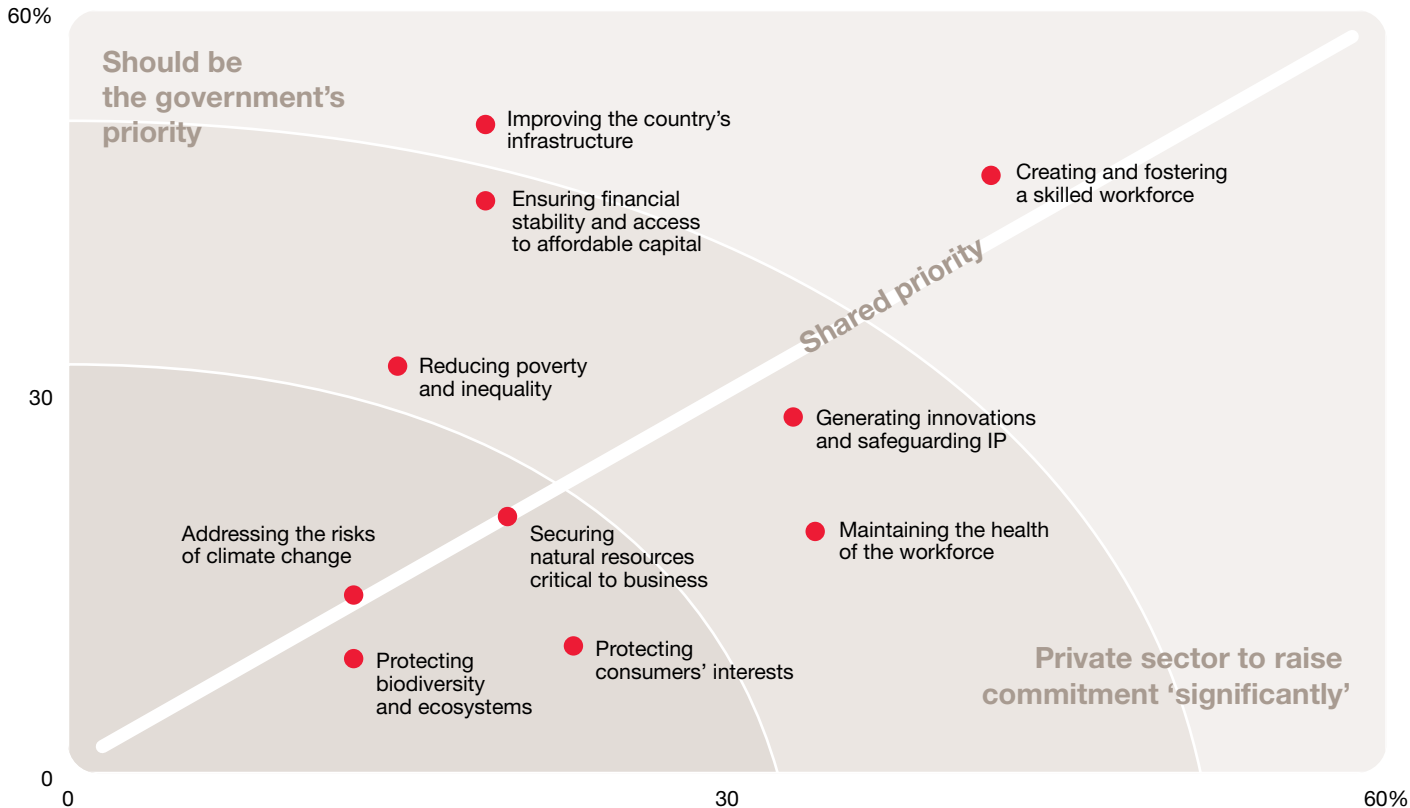 60%
Should be
the government’s
priority
Improving the country’s
infrastructure
Creating and fostering
a skilled workforce
Ensuring financial
stability and access
to affordable capital
Shared priority
Reducing poverty
and inequality
30
Generating innovations
and safeguarding IP
Addressing the risks
of climate change
Securing
natural resources
critical to business
Maintaining the health
of the workforce
Protecting
biodiversity
and ecosystems
Protecting
consumers’ interests
Private sector to raise
commitment ‘significantly’
0
0
30
60%